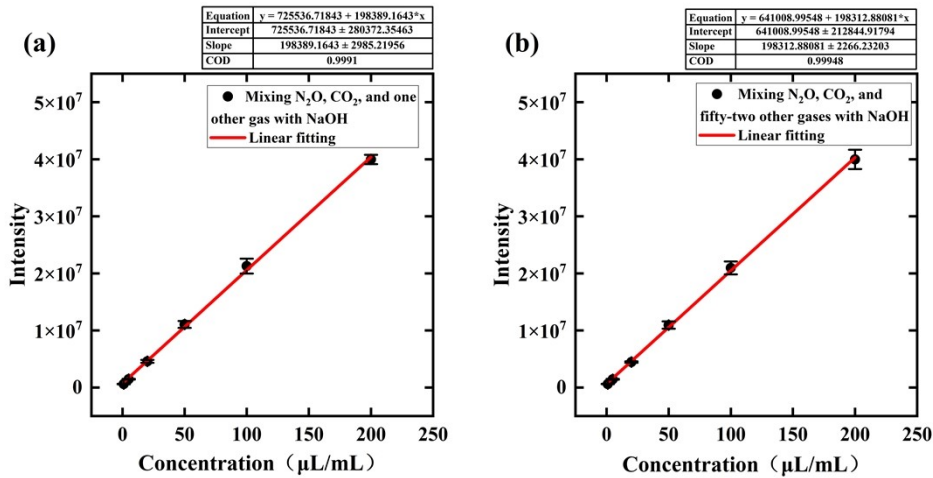 (a)
Equation y = 725536.71843 + 198389.1643*x
Intercept 725536.71843 ± 280372.35463
Slope 198389.1643 ± 2985.21956
COD 0.9991
5×10⁷
4×10⁷
3×10⁷
2×10⁷
1×10⁷
0
Intensity
Mixing N₂O, CO₂, and one
other gas with NaOH
Linear fitting
0 50 100 150 200 250
Concentration（μL/mL）
(b)
Equation y = 641008.99548 + 198312.88081*x
Intercept 641008.99548 ± 212844.91794
Slope 198312.88081 ± 2266.23203
COD 0.99948
5×10⁷
4×10⁷
3×10⁷
2×10⁷
1×10⁷
0
Intensity
Mixing N₂O, CO₂, and
fifty-two other gases with NaOH
Linear fitting
0 50 100 150 200 250
Concentration（μL/mL）